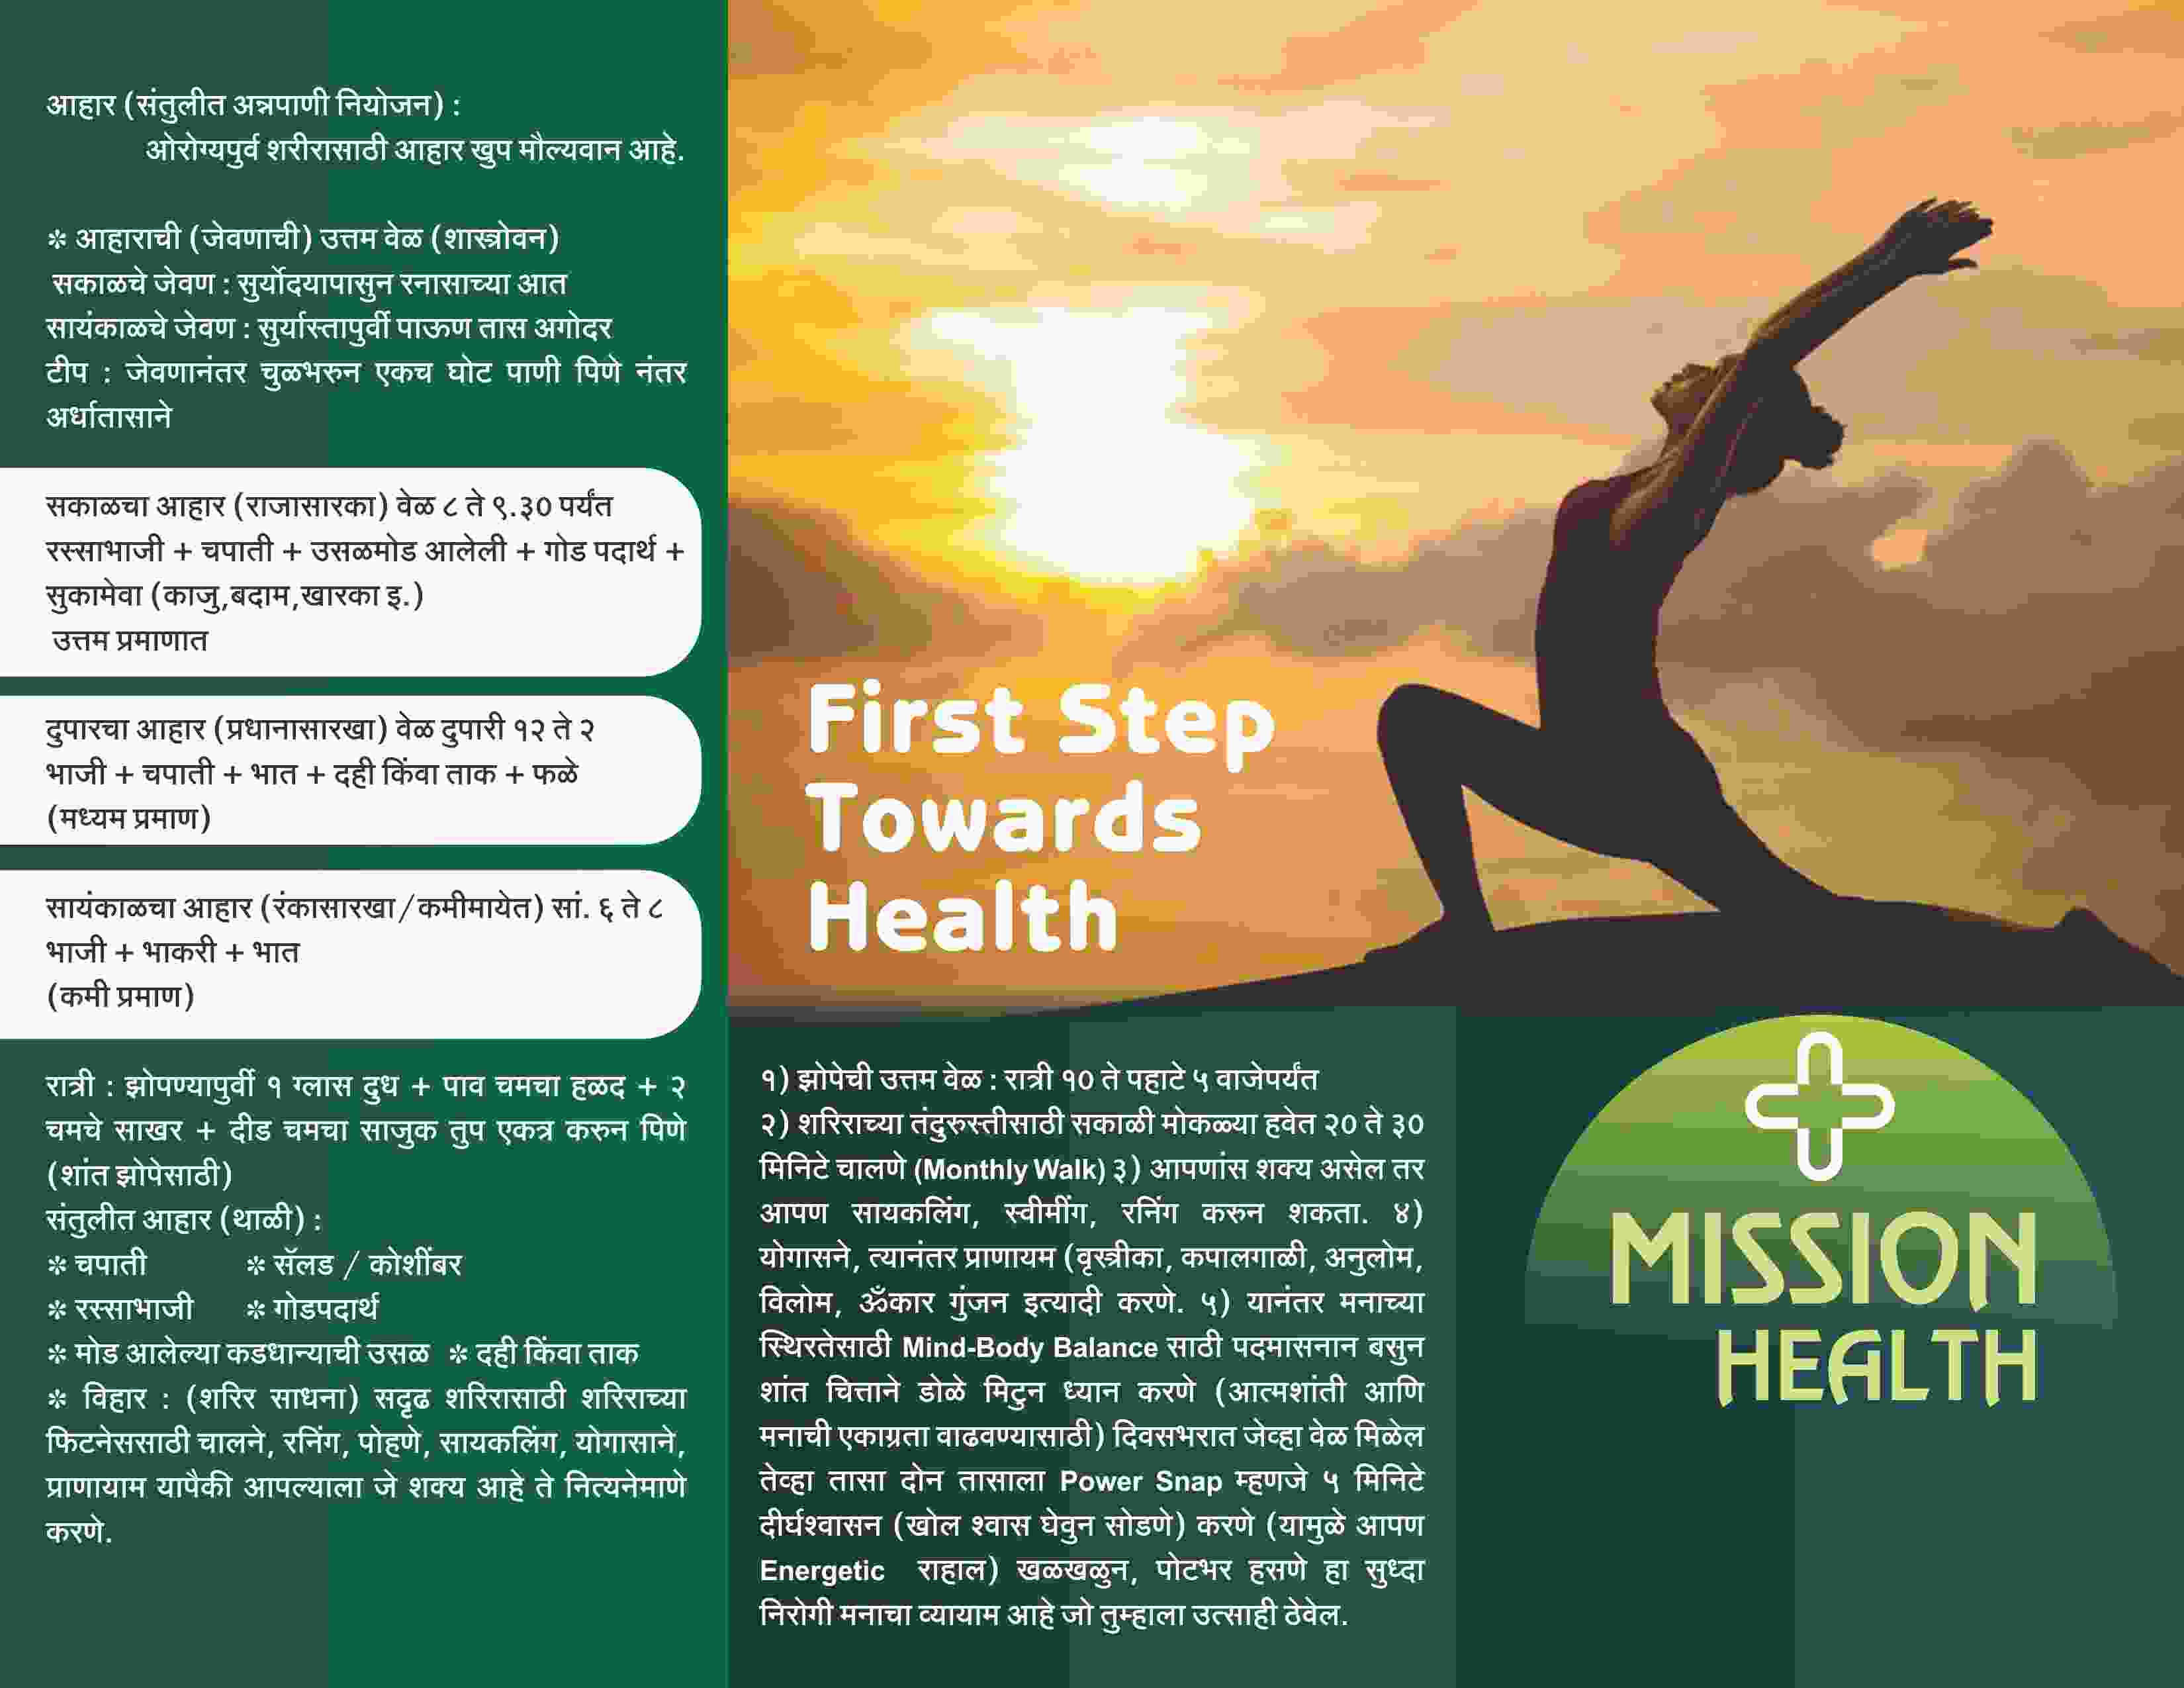 आहार (संतुलीत अन्नपाणी नियोजन) :
ओरोग्यपुर्व शरीरासाठी आहार खुप मौल्यवान आहे.
✼ आहाराची (जेवणाची) उत्तम वेळ (शास्त्रोवन)
सकाळचे जेवण : सुर्योदयापासुन रनासाच्या आत
सायंकाळचे जेवण : सुर्यास्तापुर्वी पाऊण तास अगोदर
टीप : जेवणानंतर चुळभरुन एकच घोट पाणी पिणे नंतर
अर्धातासाने
सकाळचा आहार (राजासारका) वेळ ८ ते ९.३० पर्यंत
रस्साभाजी + चपाती + उसळमोड आलेली + गोड पदार्थ +
सुकामेवा (काजु,बदाम,खारका इ.)
उत्तम प्रमाणात
दुपारचा आहार (प्रधानासारखा) वेळ दुपारी १२ ते २
भाजी + चपाती + भात + दही किंवा ताक + फळे
(मध्यम प्रमाण)
सायंकाळचा आहार (रंकासारखा/कमीमायेत) सां. ६ ते ८
भाजी + भाकरी + भात
(कमी प्रमाण)
रात्री : झोपण्यापुर्वी १ ग्लास दुध + पाव चमचा हळद + २
चमचे साखर + दीड चमचा साजुक तुप एकत्र करुन पिणे
(शांत झोपेसाठी)
संतुलीत आहार (थाळी) :
✼ चपाती ✼ सॅलड / कोशींबर
✼ रस्साभाजी ✼ गोडपदार्थ
✼ मोड आलेल्या कडधान्याची उसळ ✼ दही किंवा ताक
✼ विहार : (शरिर साधना) सदृढ शरिरासाठी शरिराच्या
फिटनेससाठी चालने, रनिंग, पोहणे, सायकलिंग, योगासाने,
प्राणायाम यापैकी आपल्याला जे शक्य आहे ते नित्यनेमाणे
करणे.
First Step
Towards
Health
१) झोपेची उत्तम वेळ : रात्री १० ते पहाटे ५ वाजेपर्यंत
२) शरिराच्या तंदुरुस्तीसाठी सकाळी मोकळ्या हवेत २० ते ३०
मिनिटे चालणे (Monthly Walk) ३) आपणांस शक्य असेल तर
आपण सायकलिंग, स्वीमींग, रनिंग करुन शकता. ४)
योगासने, त्यानंतर प्राणायम (वृस्त्रीका, कपालगाळी, अनुलोम,
विलोम, ॐकार गुंजन इत्यादी करणे. ५) यानंतर मनाच्या
स्थिरतेसाठी Mind-Body Balance साठी पदमासनान बसुन
शांत चित्ताने डोळे मिटुन ध्यान करणे (आत्मशांती आणि
मनाची एकाग्रता वाढवण्यासाठी) दिवसभरात जेव्हा वेळ मिळेल
तेव्हा तासा दोन तासाला Power Snap म्हणजे ५ मिनिटे
दीर्घश्वासन (खोल श्वास घेवुन सोडणे) करणे (यामुळे आपण
Energetic राहाल) खळखळुन, पोटभर हसणे हा सुध्दा
निरोगी मनाचा व्यायाम आहे जो तुम्हाला उत्साही ठेवेल.
MISSION
HEALTH